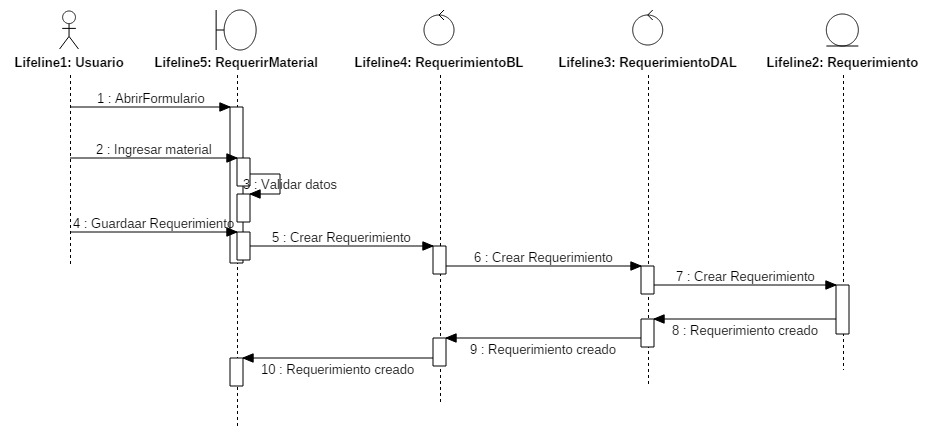 Lifeline1: Usuario
Lifeline5: RequerirMaterial
Lifeline4: RequerimientoBL
Lifeline3: RequerimientoDAL
Lifeline2: Requerimiento
1 : AbrirFormulario
2 : Ingresar material
3 : Validar datos
4 : Guardaar Requerimiento
5 : Crear Requerimiento
6 : Crear Requerimiento
7 : Crear Requerimiento
8 : Requerimiento creado
9 : Requerimiento creado
10 : Requerimiento creado